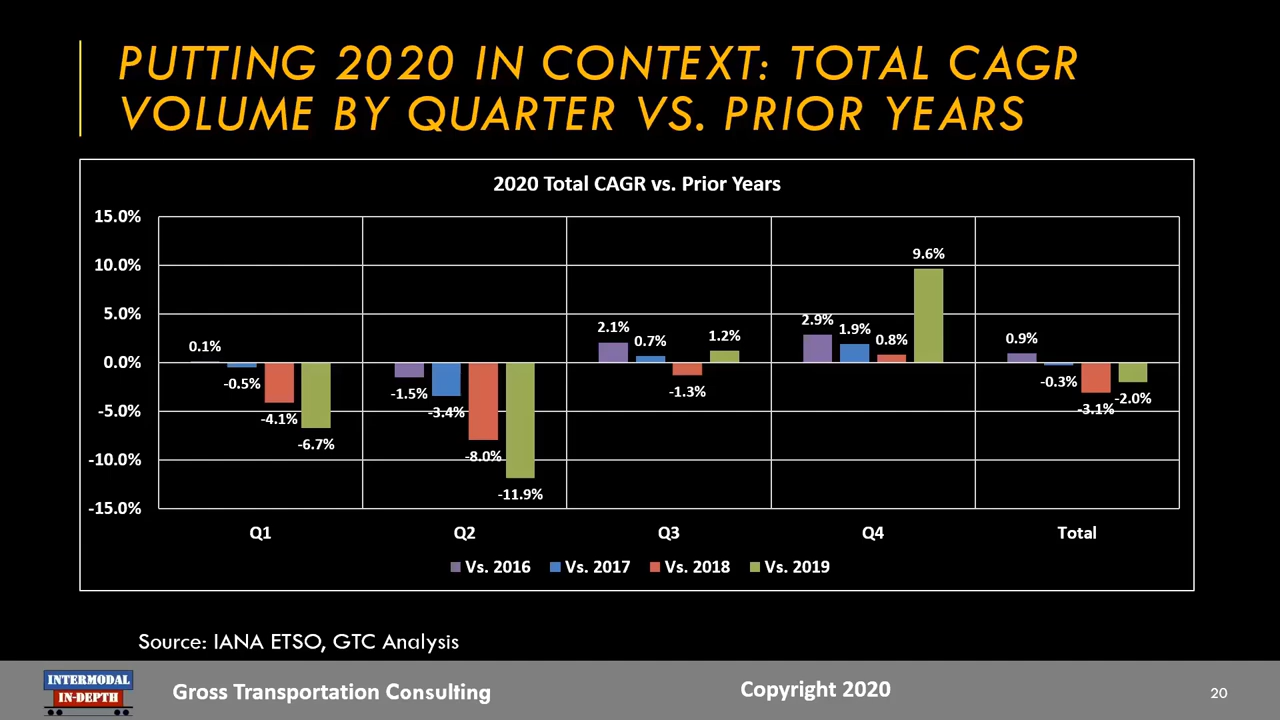 PUTTING 2020 IN CONTEXT: TOTAL CAGR
VOLUME BY QUARTER VS. PRIOR YEARS
2020 Total CAGR vs. Prior Years
15.0%
10.0%
5.0%
0.0%
-5.0%
-10.0%
-15.0%
0.1%
-0.5%
-4.1%
-6.7%
-1.5%
-3.4%
-8.0%
-11.9%
2.1%
0.7%
-1.3%
1.2%
2.9%
1.9%
0.8%
9.6%
0.9%
-0.3%
-3.1%
-2.0%
Q1 Q2 Q3 Q4 Total
Vs. 2016 Vs. 2017 Vs. 2018 Vs. 2019
Source: IANA ETSO, GTC Analysis
INTERMODAL
IN-DEPTH
Gross Transportation Consulting
Copyright 2020
20